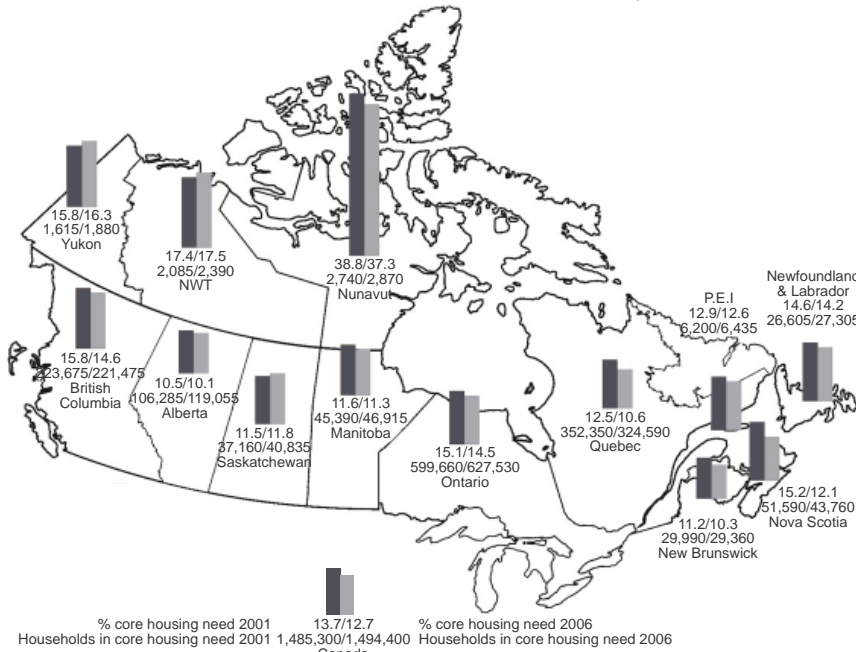 15.8/16.3
1,615/1,880
Yukon
17.4/17.5
2,085/2,390
NWT
38.8/37.3
2,740/2,870
Nunavut
Newfoundland
& Labrador
14.6/14.2
26,605/27,305
P.E.I
12.9/12.6
6,200/6,435
15.8/14.6
223,675/221,475
British
Columbia
10.5/10.1
106,285/119,055
Alberta
11.5/11.8
37,160/40,835
Saskatchewan
11.6/11.3
45,390/46,915
Manitoba
15.1/14.5
599,660/627,530
Ontario
12.5/10.6
352,350/324,590
Quebec
11.2/10.3
29,990/29,360
New Brunswick
15.2/12.1
51,590/43,760
Nova Scotia
% core housing need 2001 13.7/12.7 % core housing need 2006
Households in core housing need 2001 1,485,300/1,494,400 Households in core housing need 2006
Canada